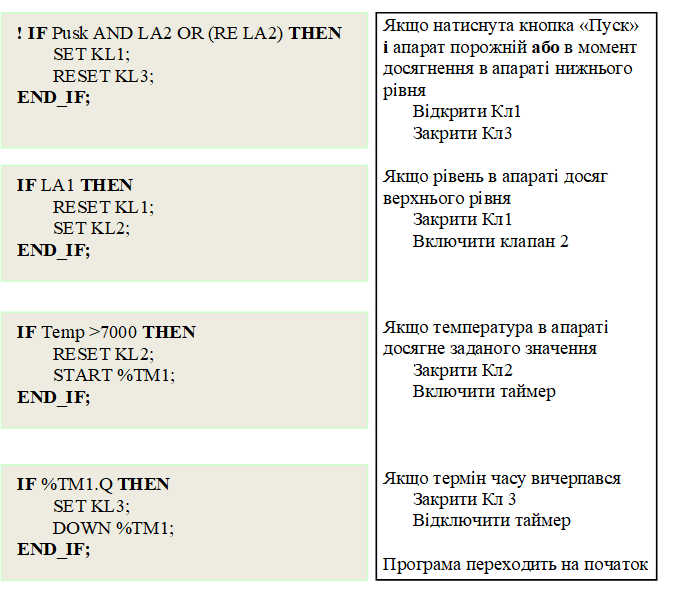 ! IF Pusk AND LA2 OR (RE LA2) THEN
SET KL1;
RESET KL3;
END_IF;
IF LA1 THEN
RESET KL1;
SET KL2;
END_IF;
IF Temp >7000 THEN
RESET KL2;
START %TM1;
END_IF;
IF %TM1.Q THEN
SET KL3;
DOWN %TM1;
END_IF;
Якщо натиснута кнопка «Пуск»
і апарат порожній або в момент
досягнення в апараті нижнього
рівня
Відкрити Кл1
Закрити Кл3
Якщо рівень в апараті досяг
верхнього рівня
Закрити Кл1
Включити клапан 2
Якщо температура в апараті
досягне заданого значення
Закрити Кл2
Включити таймер
Якщо термін часу вичерпався
Закрити Кл 3
Відключити таймер
Програма переходить на початок